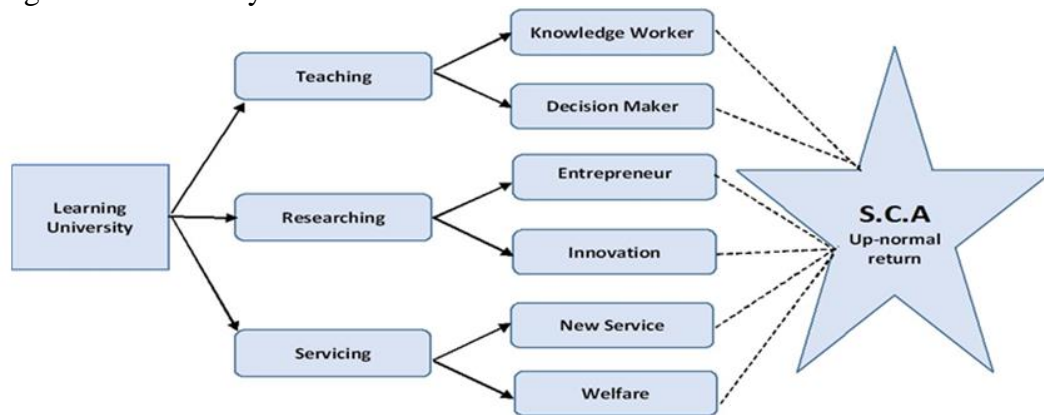 Knowledge Worker
Teaching
Decision Maker
Entrepreneur
Learning
University
Researching
S.C.A
Up-normal
return
Innovation
New Service
Servicing
Welfare